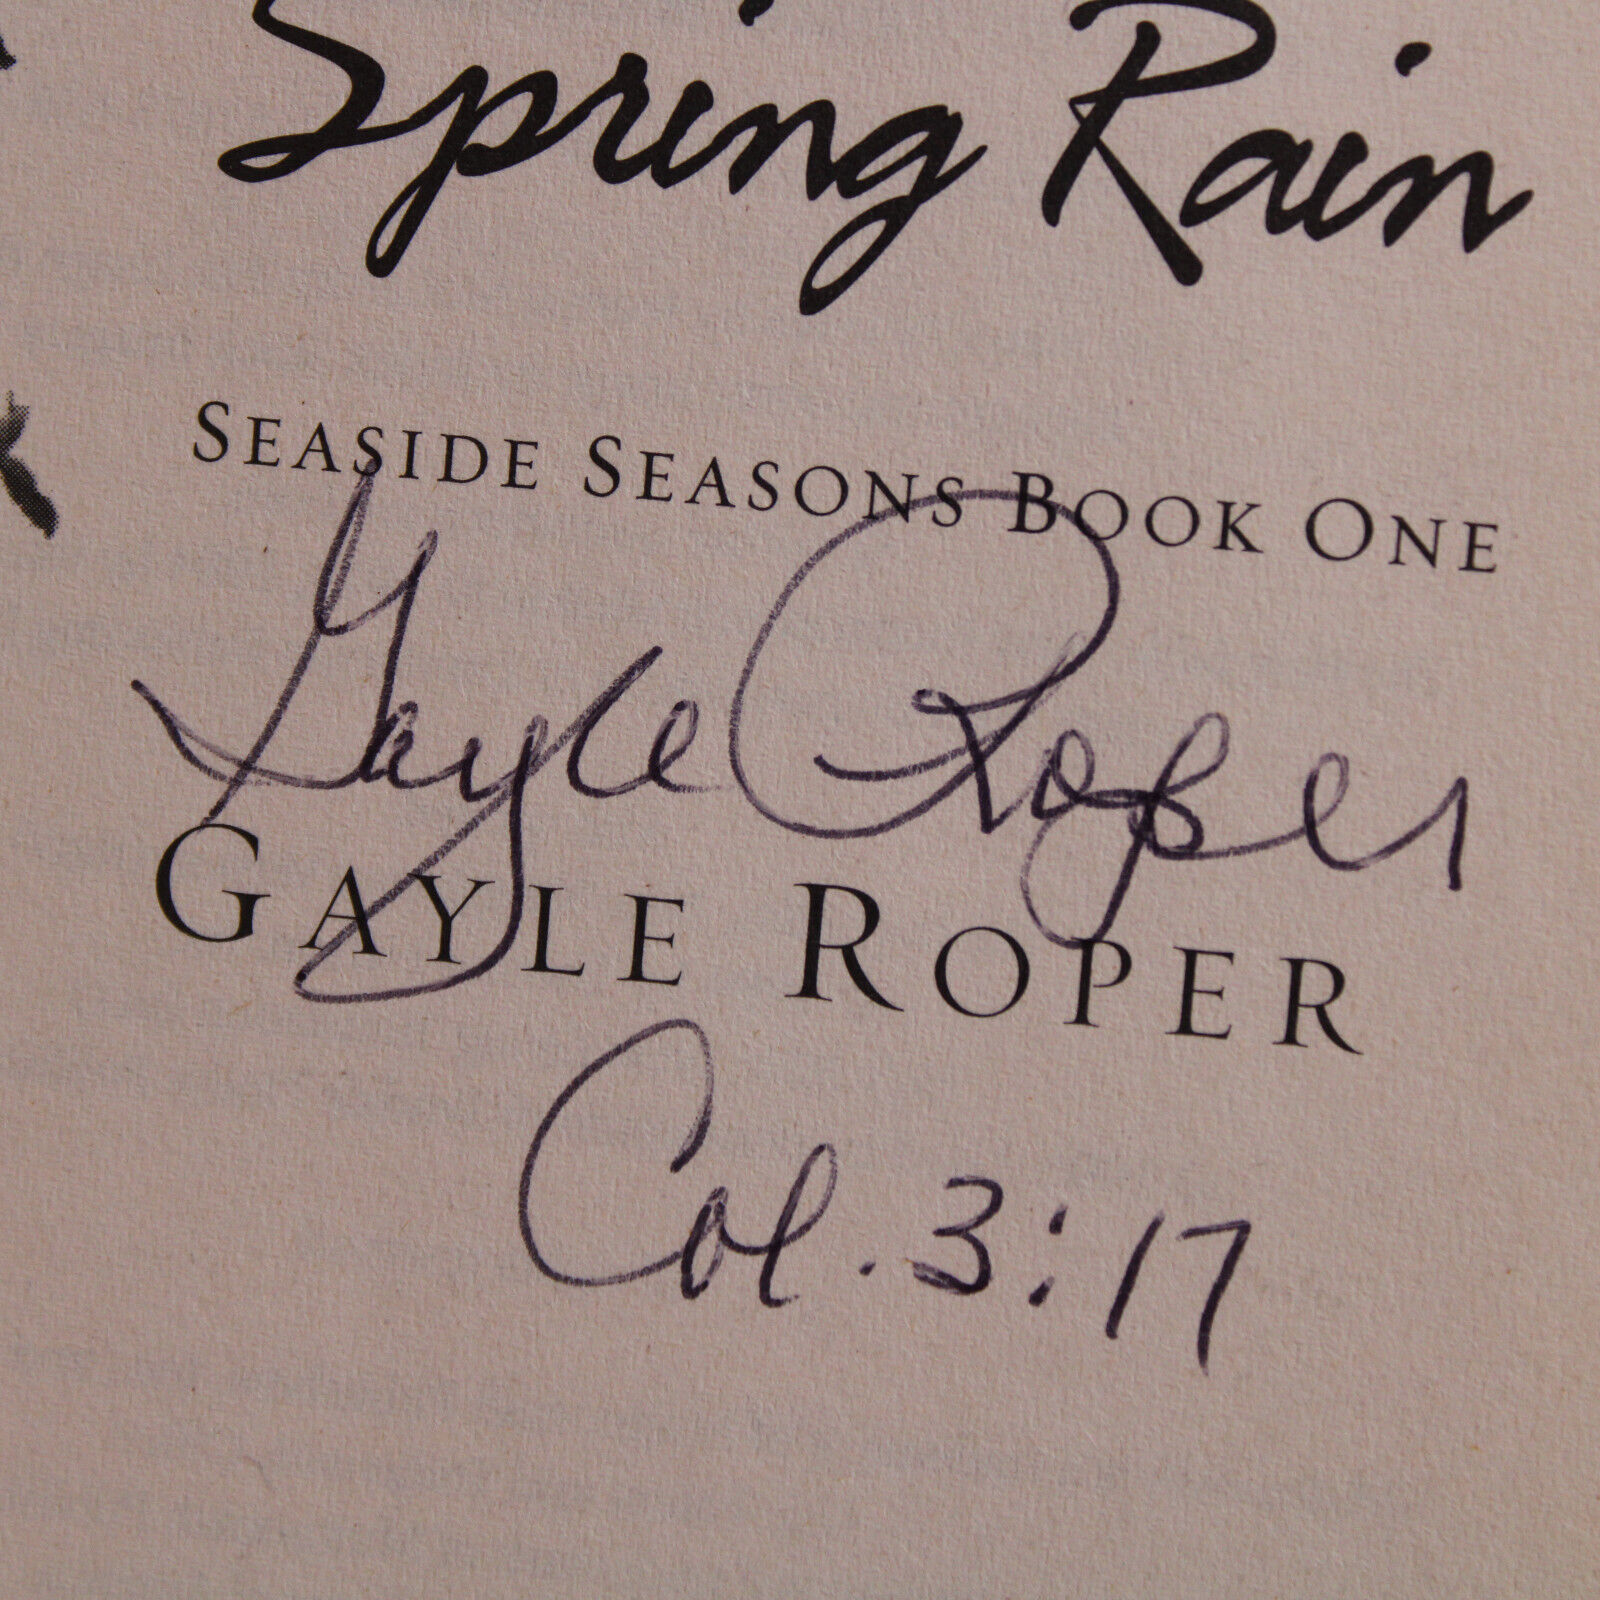 Spring Rain
SEASIDE SEASONS BOOK ONE
Gayle Roper
GAYLE ROPER
Col. 3:17